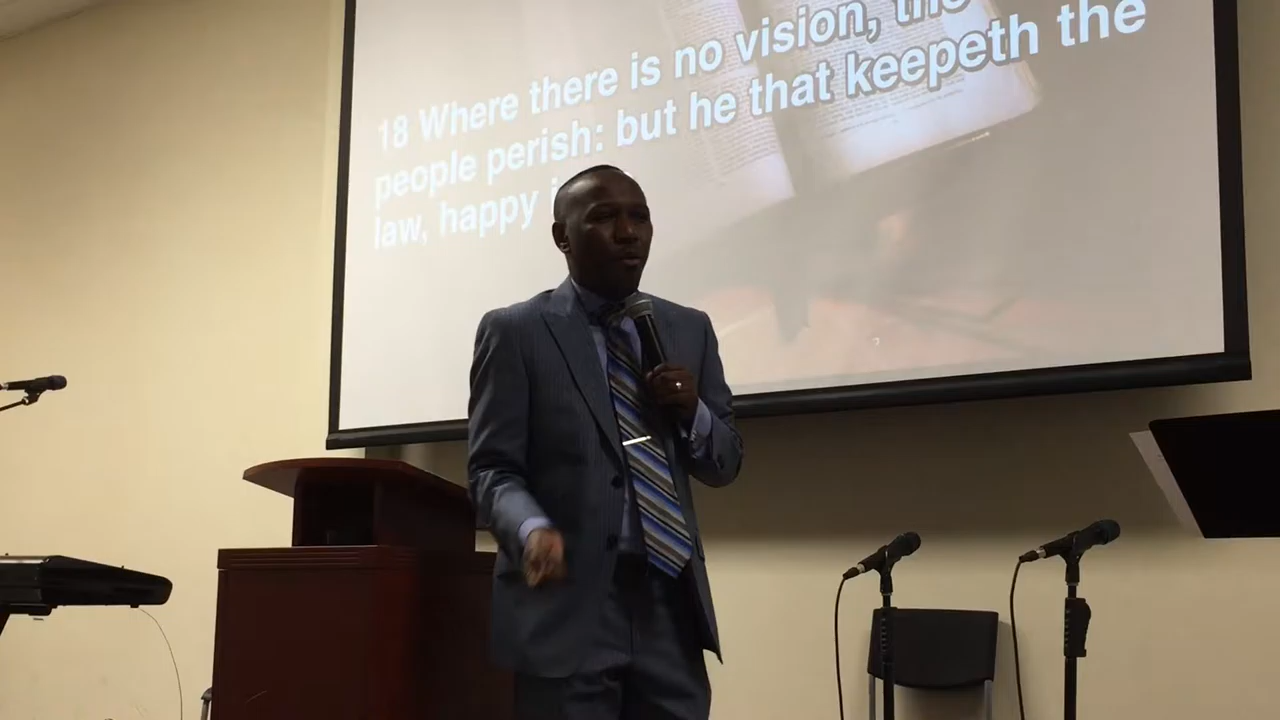 18 Where there is no vision, the
people perish: but he that keepeth the
law, happy i